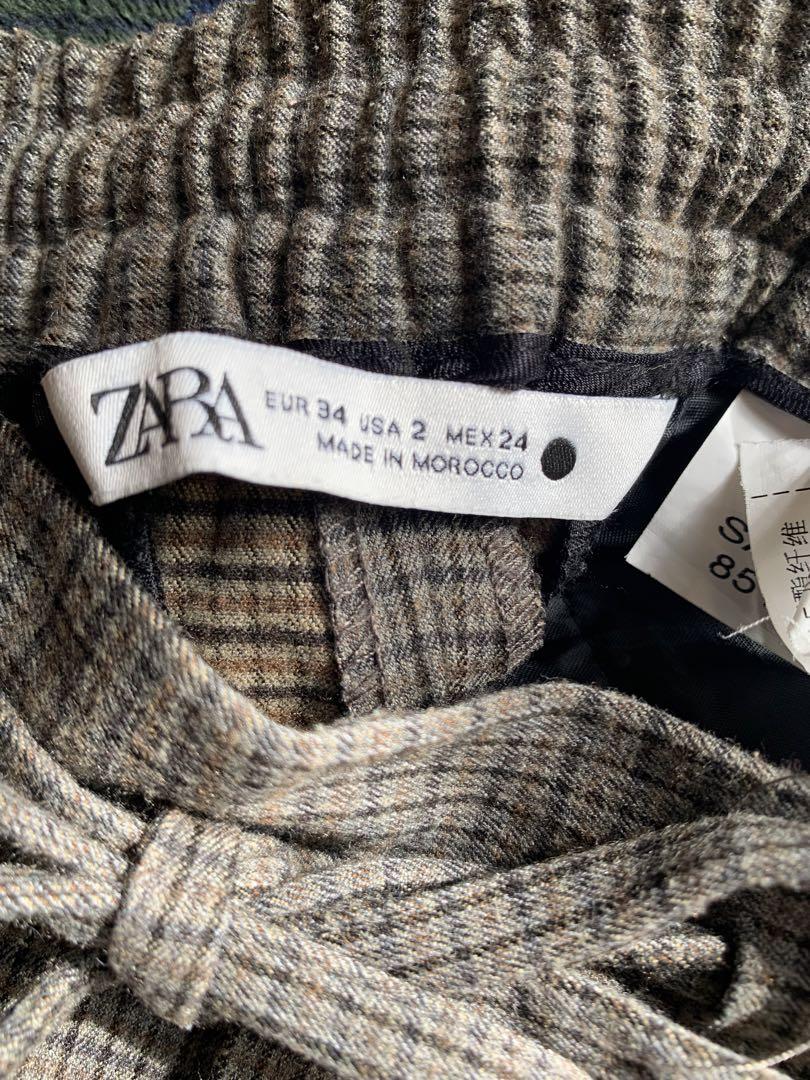 ZARA
EUR 34 USA 2 MEX 24
MADE IN MOROCCO
85